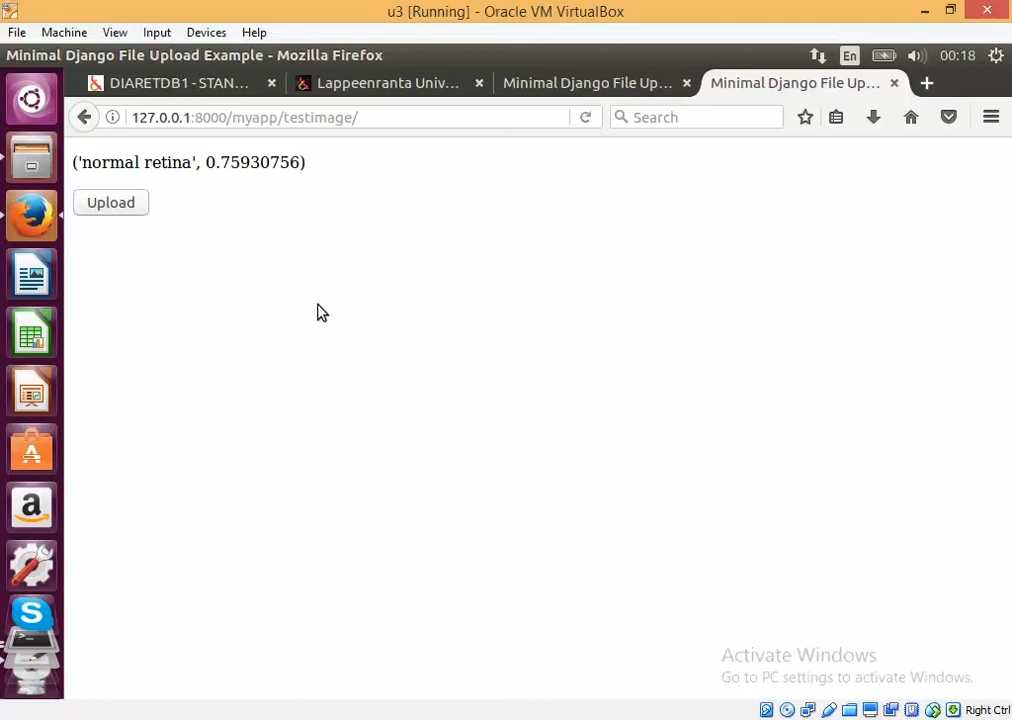 u3 [Running] - Oracle VM VirtualBox
File Machine View Input Devices Help
Minimal Django File Upload Example - Mozilla Firefox
En
00:18
DIARETDB1 - STAN...
Lappeenranta Univ...
Minimal Django File Up...
Minimal Django File Up...
127.0.0.1:8000/myapp/testimage/
Search
('normal retina', 0.75930756)
Upload
Activate Windows
Go to PC settings to activate Windows.
Right Ctrl